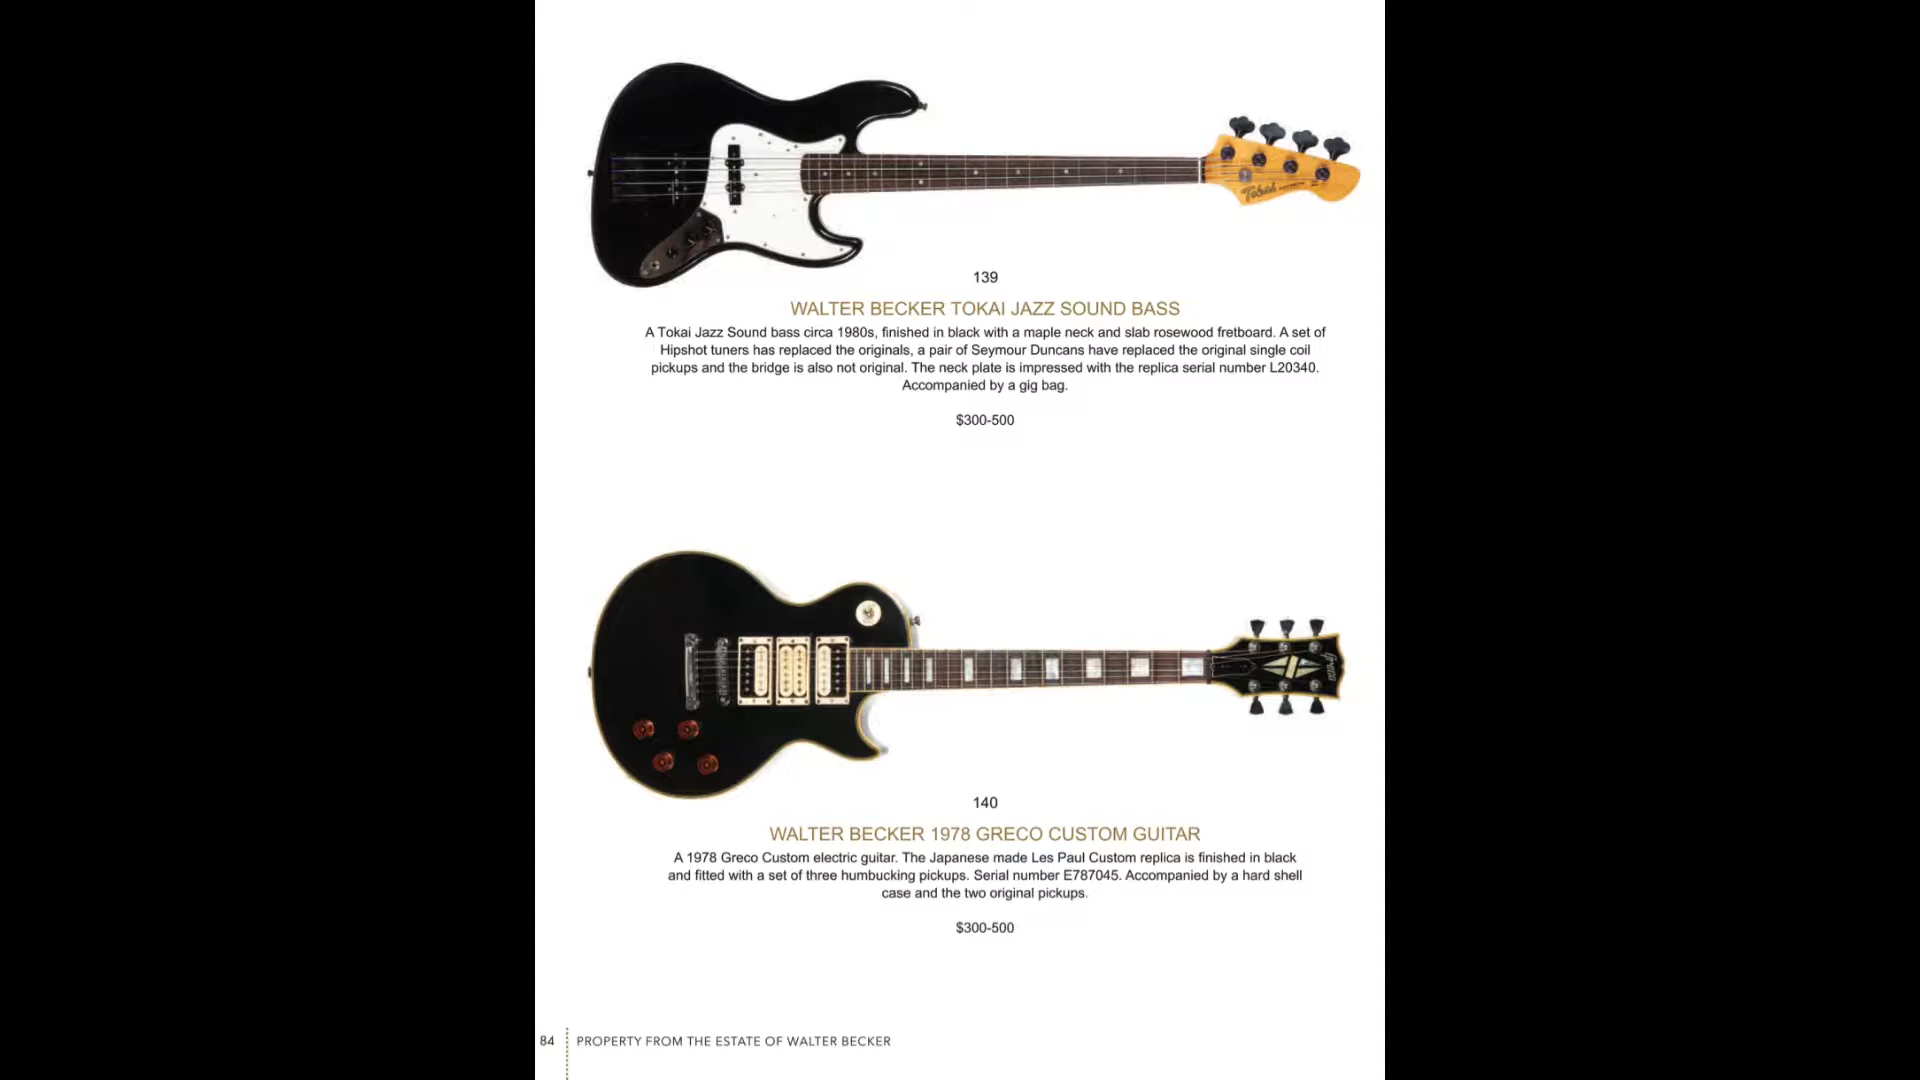 Tokai
139
WALTER BECKER TOKAI JAZZ SOUND BASS
A Tokai Jazz Sound bass circa 1980s, finished in black with a maple neck and slab rosewood fretboard. A set of
Hipshot tuners has replaced the originals, a pair of Seymour Duncans have replaced the original single coil
pickups and the bridge is also not original. The neck plate is impressed with the replica serial number L20340.
Accompanied by a gig bag.
$300-500
Greco
140
WALTER BECKER 1978 GRECO CUSTOM GUITAR
A 1978 Greco Custom electric guitar. The Japanese made Les Paul Custom replica is finished in black
and fitted with a set of three humbucking pickups. Serial number E787045. Accompanied by a hard shell
case and the two original pickups.
$300-500
84 PROPERTY FROM THE ESTATE OF WALTER BECKER